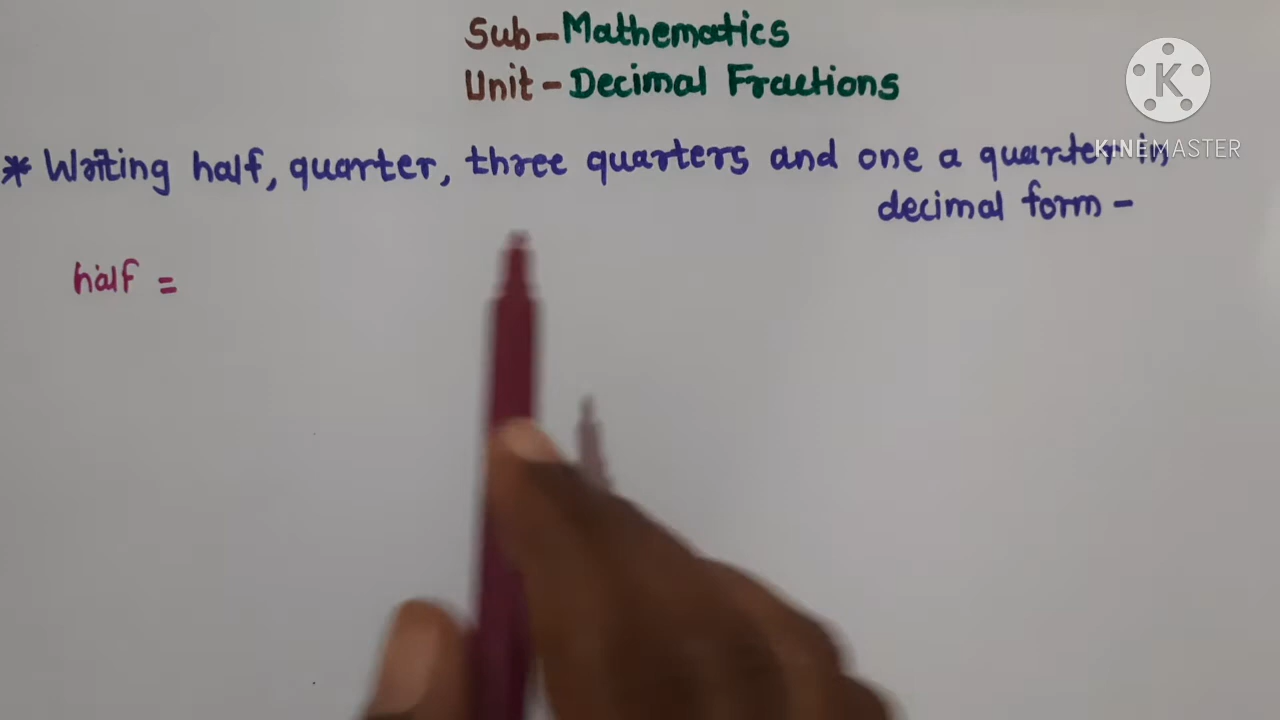 Sub - Mathematics
Unit - Decimal Fractions
K
KINEMASTER
* Writing half, quarter, three quarters and one a quarter in
decimal form -
half =